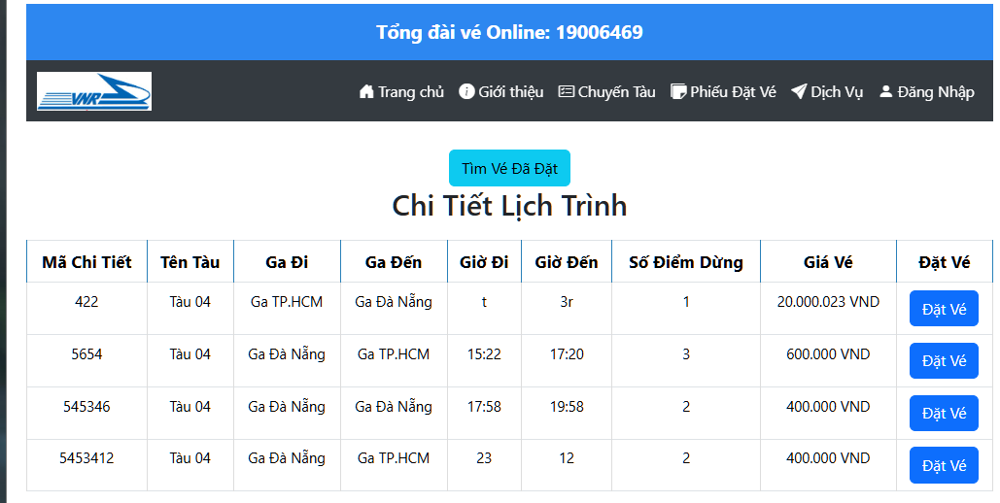 Tổng đài vé Online: 19006469
VNR Trang chủ Giới thiệu Chuyến Tàu Phiếu Đặt Vé Dịch Vụ Đăng Nhập
Tìm Vé Đã Đặt
Chi Tiết Lịch Trình
Mã Chi Tiết Tên Tàu Ga Đi Ga Đến Giờ Đi Giờ Đến Số Điểm Dừng Giá Vé Đặt Vé
422 Tàu 04 Ga TP.HCM Ga Đà Nẵng t 3r 1 20.000.023 VND Đặt Vé
5654 Tàu 04 Ga Đà Nẵng Ga TP.HCM 15:22 17:20 3 600.000 VND Đặt Vé
545346 Tàu 04 Ga Đà Nẵng Ga Đà Nẵng 17:58 19:58 2 400.000 VND Đặt Vé
5453412 Tàu 04 Ga Đà Nẵng Ga TP.HCM 23 12 2 400.000 VND Đặt Vé